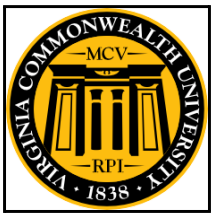 VIRGINIA COMMONWEALTH UNIVERSITY
MCV
RPI
· 1838 ·